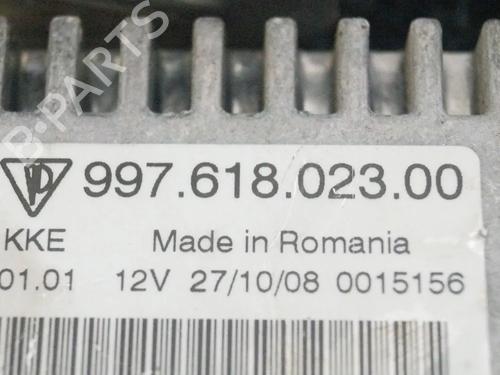 B-PARTS
997.618.023.00
KKE Made in Romania
01.01 12V 27/10/08 0015156